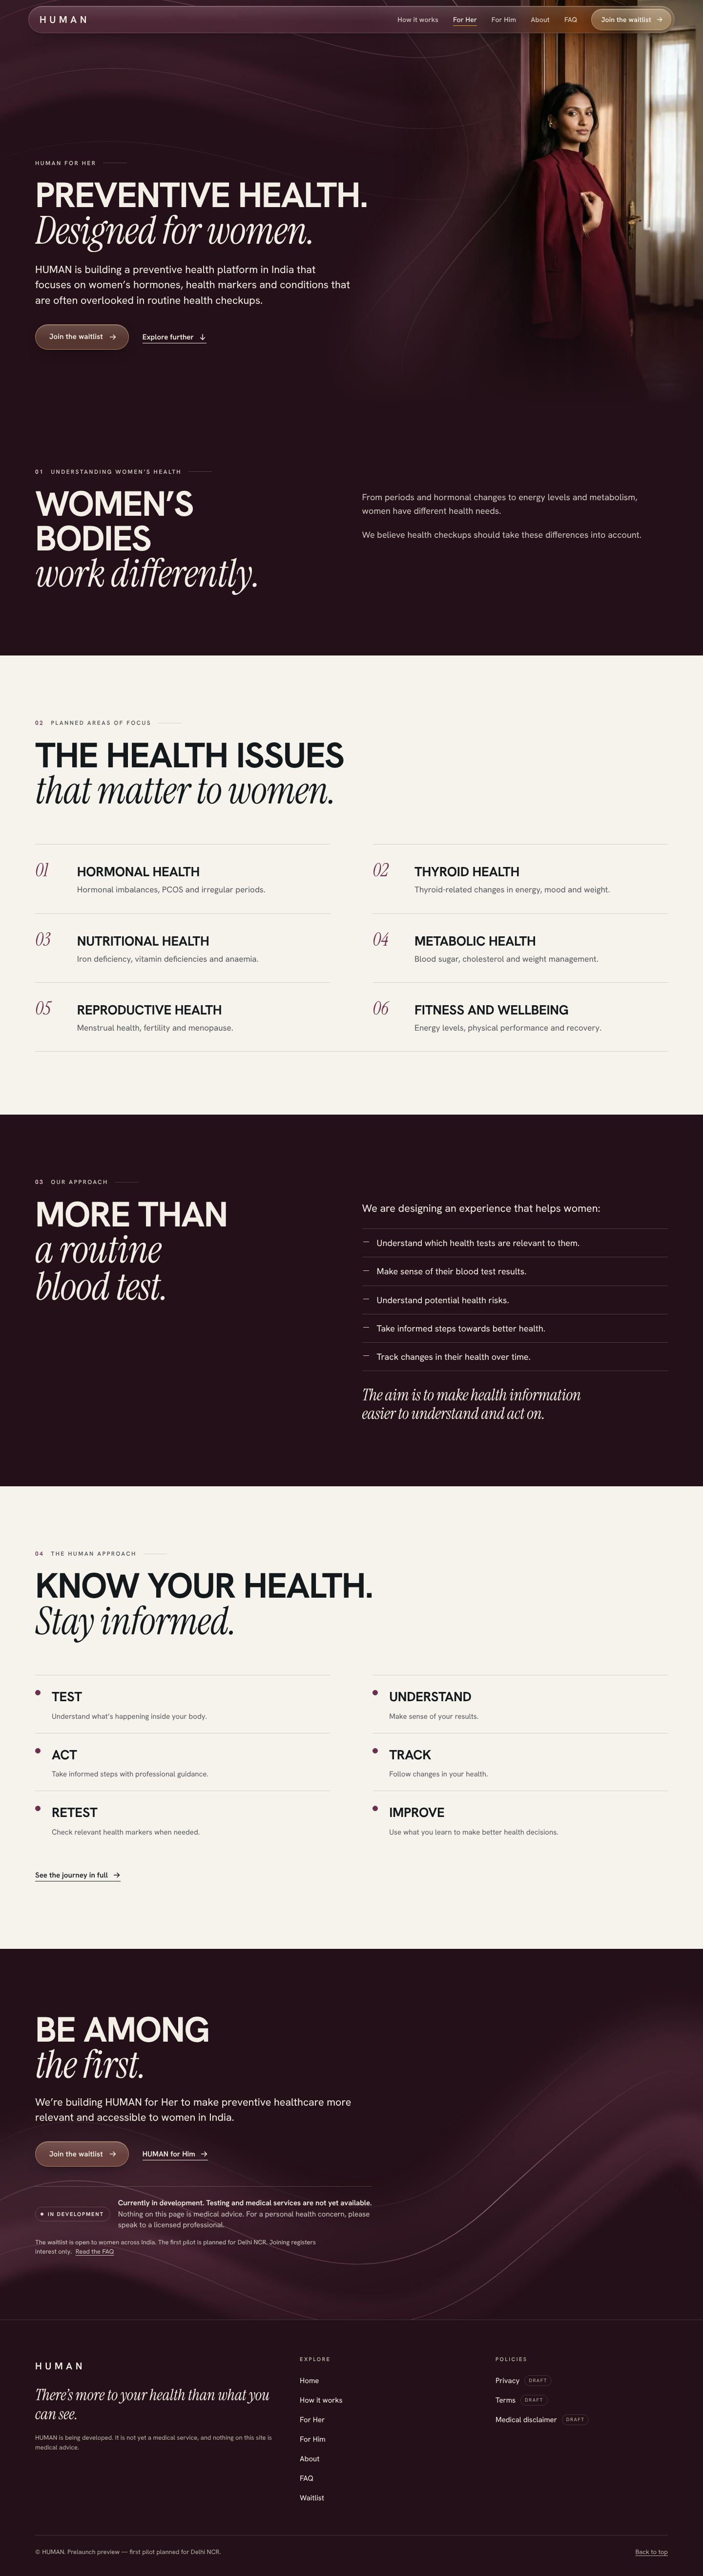 HUMAN
How it works
For Her
For Him
About
FAQ
Join the waitlist →
HUMAN FOR HER
PREVENTIVE HEALTH.
Designed for women.
HUMAN is building a preventive health platform in India that
focuses on women’s hormones, health markers and conditions that
are often overlooked in routine health checkups.
Join the waitlist →
Explore further ↓
01 UNDERSTANDING WOMEN’S HEALTH
WOMEN’S
BODIES
work differently.
From periods and hormonal changes to energy levels and metabolism,
women have different health needs.
We believe health checkups should take these differences into account.
02 PLANNED AREAS OF FOCUS
THE HEALTH ISSUES
that matter to women.
01
HORMONAL HEALTH
Hormonal imbalances, PCOS and irregular periods.
02
THYROID HEALTH
Thyroid-related changes in energy, mood and weight.
03
NUTRITIONAL HEALTH
Iron deficiency, vitamin deficiencies and anaemia.
04
METABOLIC HEALTH
Blood sugar, cholesterol and weight management.
05
REPRODUCTIVE HEALTH
Menstrual health, fertility and menopause.
06
FITNESS AND WELLBEING
Energy levels, physical performance and recovery.
03 OUR APPROACH
MORE THAN
a routine
blood test.
We are designing an experience that helps women:
— Understand which health tests are relevant to them.
— Make sense of their blood test results.
— Understand potential health risks.
— Take informed steps towards better health.
— Track changes in their health over time.
The aim is to make health information
easier to understand and act on.
04 THE HUMAN APPROACH
KNOW YOUR HEALTH.
Stay informed.
TEST
Understand what’s happening inside your body.
UNDERSTAND
Make sense of your results.
ACT
Take informed steps with professional guidance.
TRACK
Follow changes in your health.
RETEST
Check relevant health markers when needed.
IMPROVE
Use what you learn to make better health decisions.
See the journey in full →
BE AMONG
the first.
We’re building HUMAN for Her to make preventive healthcare more
relevant and accessible to women in India.
Join the waitlist →
HUMAN for Him →
IN DEVELOPMENT
Currently in development. Testing and medical services are not yet available.
Nothing on this page is medical advice. For a personal health concern, please
speak to a licensed professional.
The waitlist is open to women across India. The first pilot is planned for Delhi NCR. Joining registers
interest only. Read the FAQ
HUMAN
There’s more to your health than what you
can see.
HUMAN is being developed. It is not yet a medical service, and nothing on this site is
medical advice.
EXPLORE
Home
How it works
For Her
For Him
About
FAQ
Waitlist
POLICIES
Privacy DRAFT
Terms DRAFT
Medical disclaimer DRAFT
© HUMAN. Prelaunch preview — first pilot planned for Delhi NCR.
Back to top